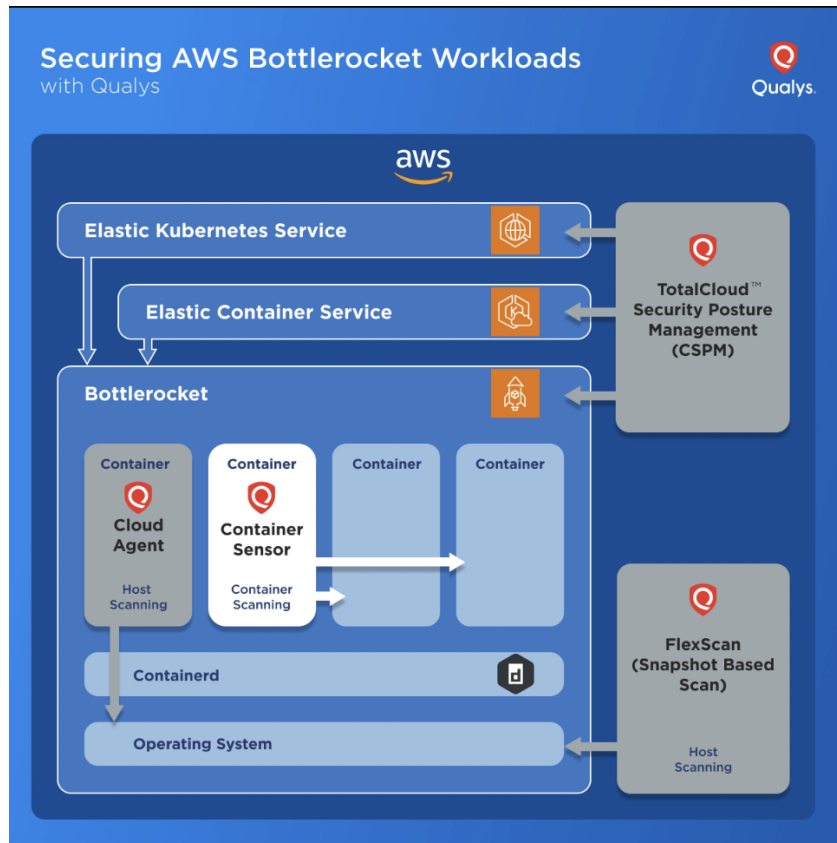 Securing AWS Bottlerocket Workloads
with Qualys
Qualys.
aws
Elastic Kubernetes Service
Elastic Container Service
TotalCloud™
Security Posture
Management
(CSPM)
Bottlerocket
Container
Cloud
Agent
Host
Scanning
Container
Container
Sensor
Container
Scanning
Container
Container
Containerd
d
Operating System
FlexScan
(Snapshot Based
Scan)
Host
Scanning